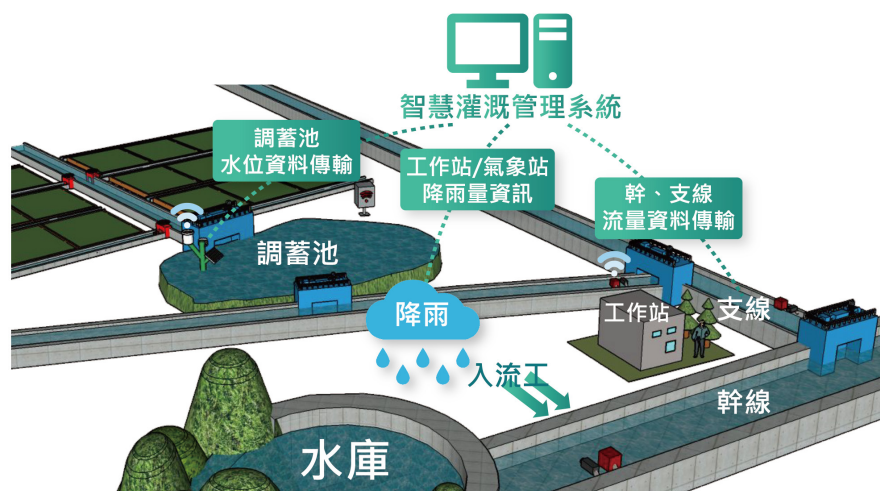 智慧灌溉管理系統
調蓄池
水位資料傳輸
工作站/氣象站
降雨量資訊
幹、支線
流量資料傳輸
調蓄池
降雨
工作站
支線
入流工
幹線
水庫